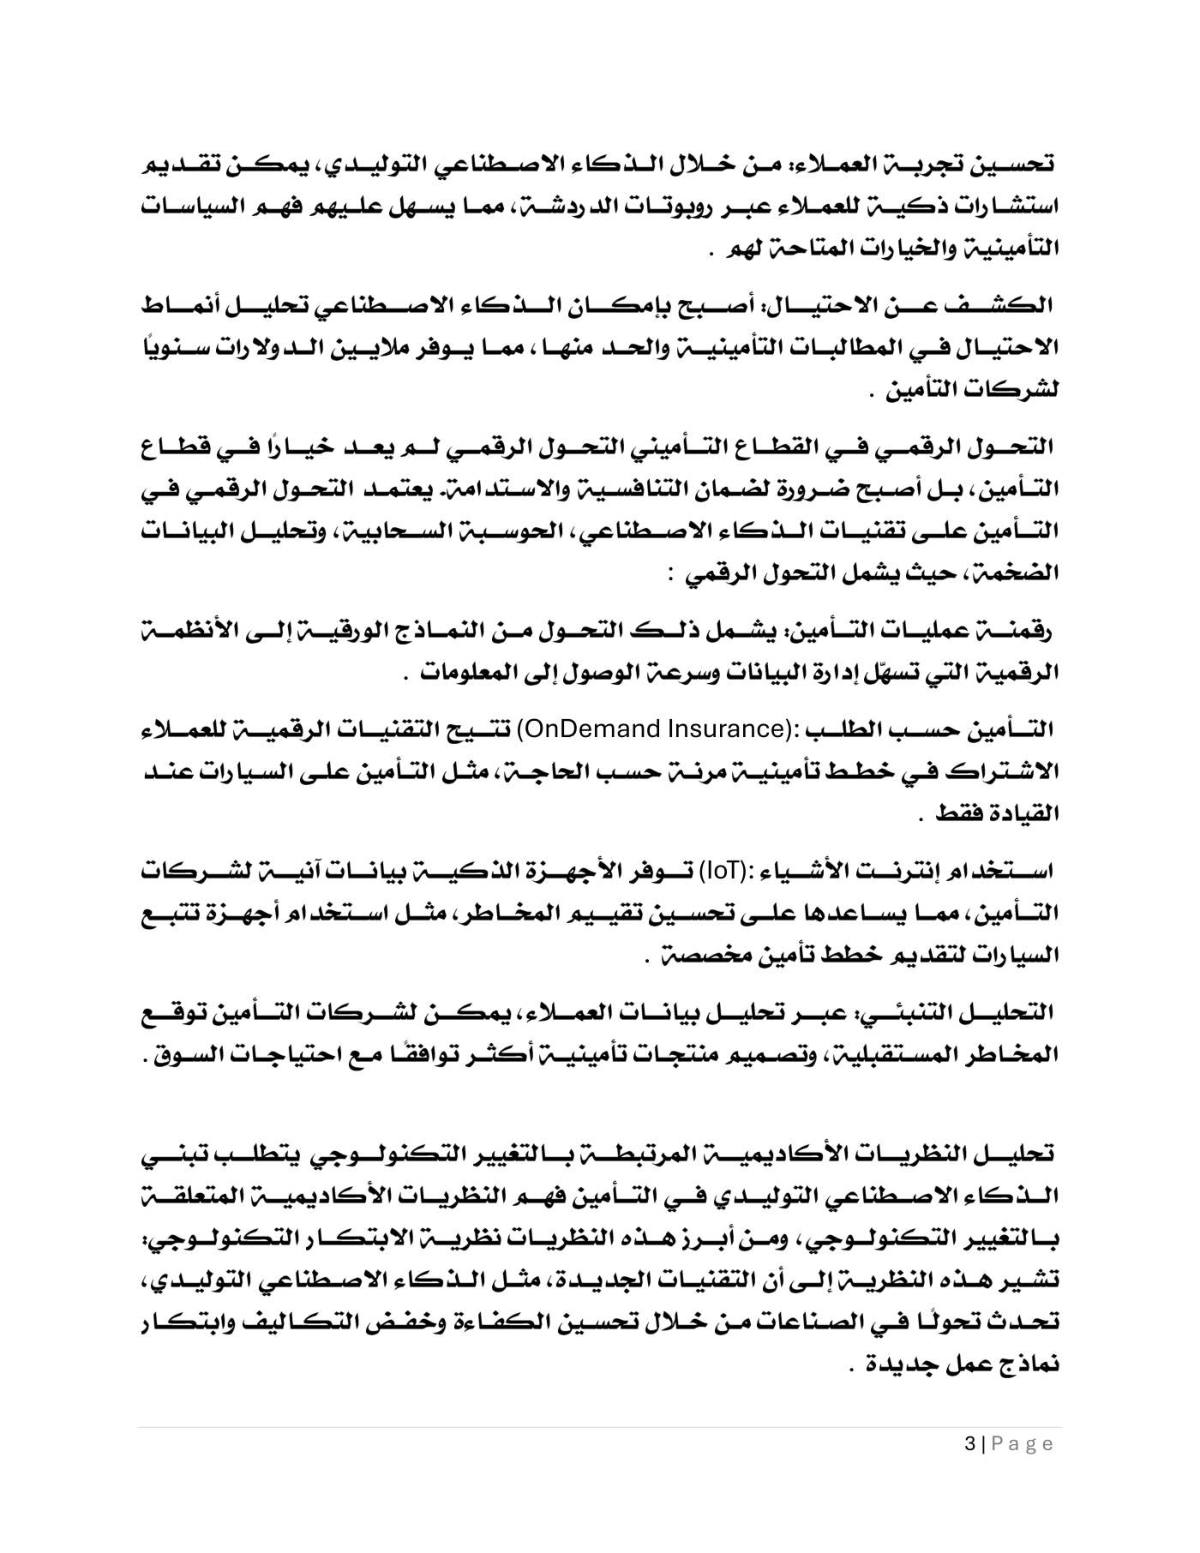 تحسين تجربة العملاء: من خلال الذكاء الاصطناعي التوليدي، يمكن تقديم
استشارات ذكية للعملاء عبر روبوتات الدردشة، مما يسهل عليهم فهم السياسات
التأمينية والخيارات المتاحة لهم .
الكشف عن الاحتيال: أصبح بإمكان الذكاء الاصطناعي تحليل أنماط
الاحتيال في المطالبات التأمينية والحد منها، مما يوفر ملايين الدولارات سنويًا
لشركات التأمين .
التحول الرقمي في القطاع التأميني التحول الرقمي لم يعد خيارًا في قطاع
التأمين، بل أصبح ضرورة لضمان التنافسية والاستدامة. يعتمد التحول الرقمي في
التأمين على تقنيات الذكاء الاصطناعي، الحوسبة السحابية، وتحليل البيانات
الضخمة، حيث يشمل التحول الرقمي :
رقمنة عمليات التأمين: يشمل ذلك التحول من النماذج الورقية إلى الأنظمة
الرقمية التي تسهّل إدارة البيانات وسرعة الوصول إلى المعلومات .
التأمين حسب الطلب :(OnDemand Insurance) تتيح التقنيات الرقمية للعملاء
الاشتراك في خطط تأمينية مرنة حسب الحاجة، مثل التأمين على السيارات عند
القيادة فقط .
استخدام إنترنت الأشياء :(IoT) توفر الأجهزة الذكية بيانات آنية لشركات
التأمين، مما يساعدها على تحسين تقييم المخاطر، مثل استخدام أجهزة تتبع
السيارات لتقديم خطط تأمين مخصصة .
التحليل التنبئي: عبر تحليل بيانات العملاء، يمكن لشركات التأمين توقع
المخاطر المستقبلية، وتصميم منتجات تأمينية أكثر توافقًا مع احتياجات السوق .
تحليل النظريات الأكاديمية المرتبطة بالتغيير التكنولوجي يتطلب تبني
الذكاء الاصطناعي التوليدي في التأمين فهم النظريات الأكاديمية المتعلقة
بالتغيير التكنولوجي، ومن أبرز هذه النظريات نظرية الابتكار التكنولوجي:
تشير هذه النظرية إلى أن التقنيات الجديدة، مثل الذكاء الاصطناعي التوليدي،
تحدث تحولًا في الصناعات من خلال تحسين الكفاءة وخفض التكاليف وابتكار
نماذج عمل جديدة .
3 | Page